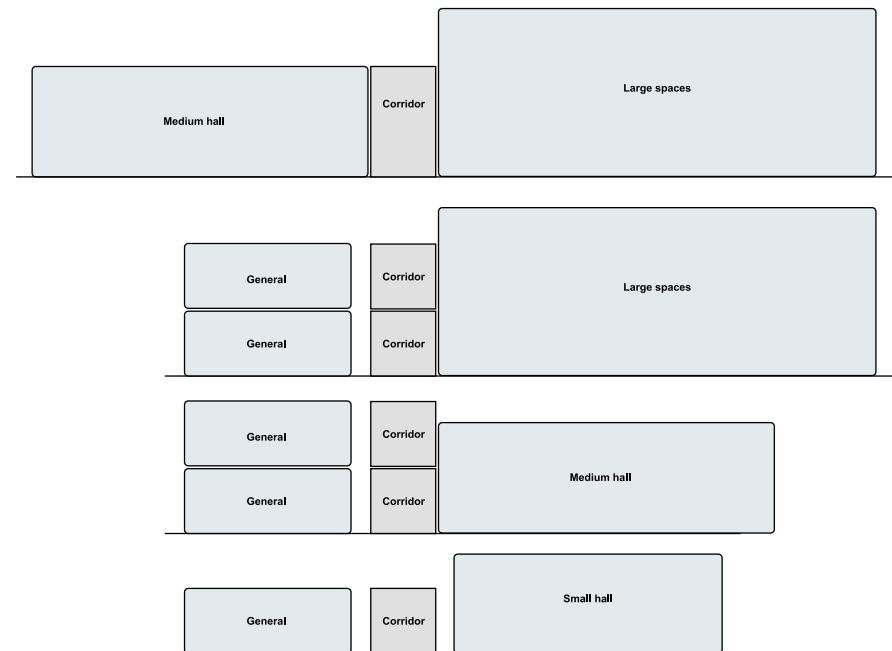 Medium hall
Corridor
Large spaces
General
Corridor
Large spaces
General
Corridor
General
Corridor
Medium hall
General
Corridor
Small hall
General
Corridor